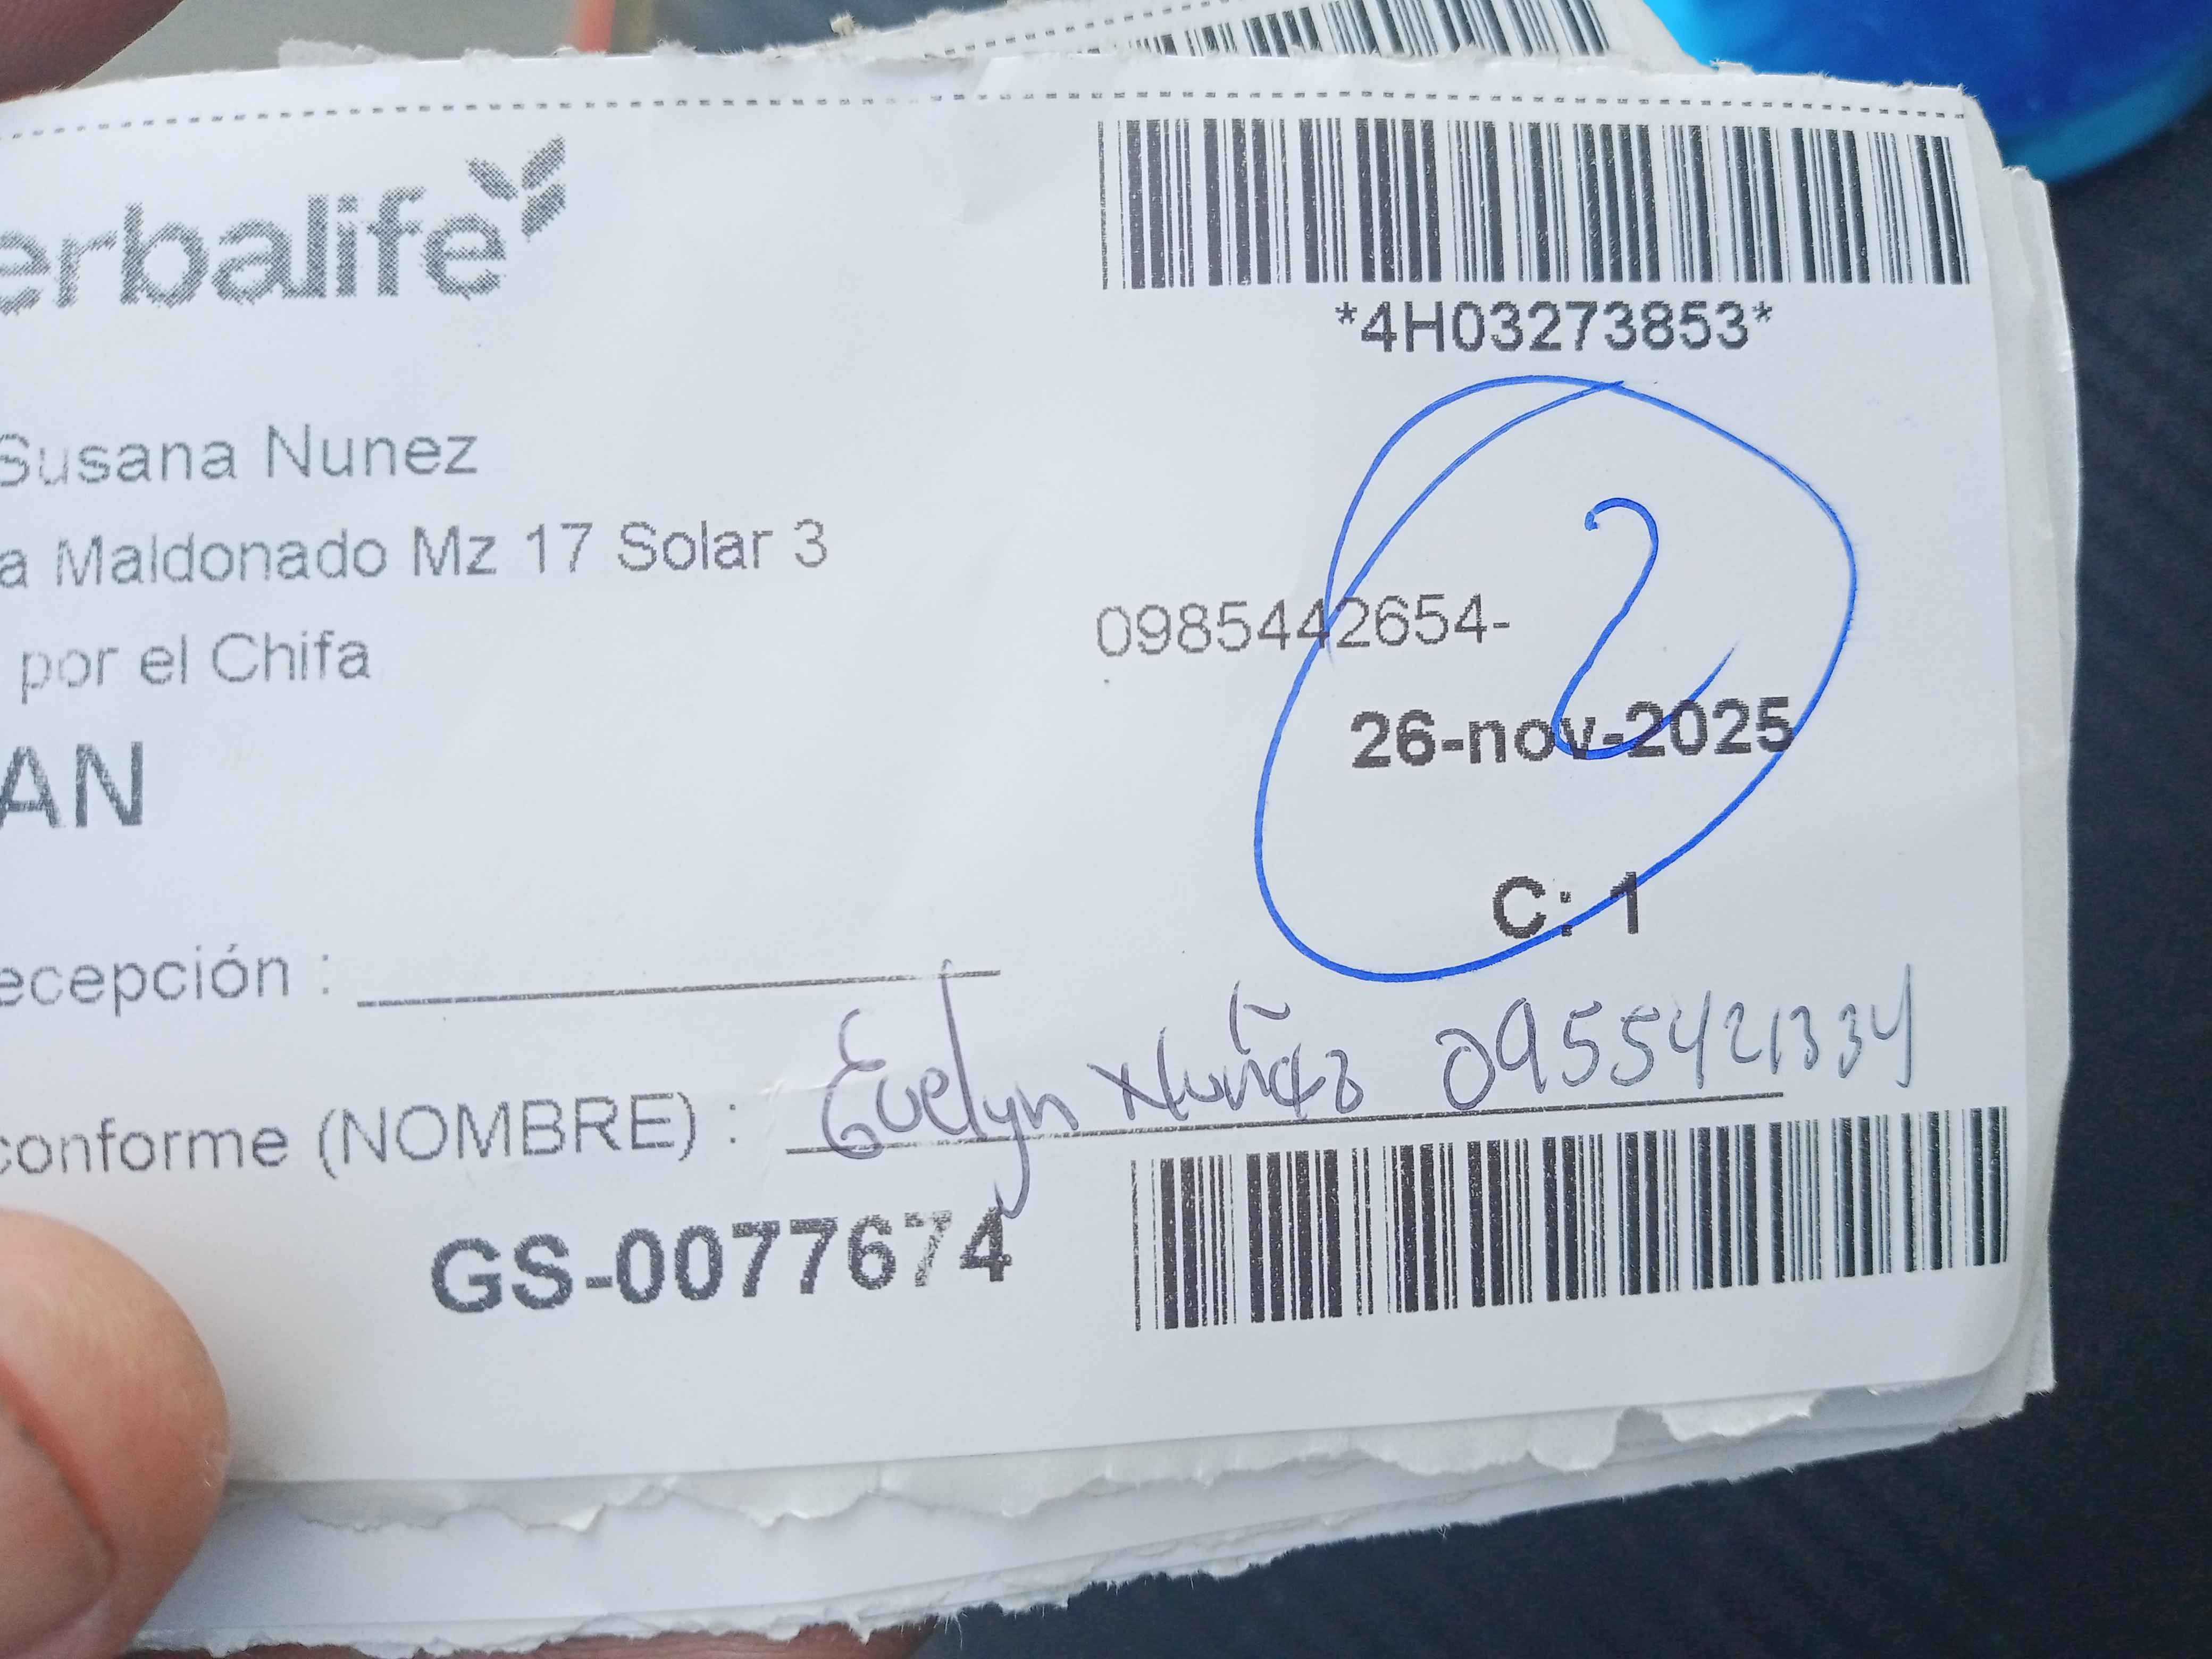 erbalife
*4H03273853*
Susana Nunez
a Maldonado Mz 17 Solar 3
por el Chifa
0985442654-
2
26-nov-2025
AN
C: 1
ecepción :
conforme (NOMBRE) : Evelyn Nuñez 0955421334
GS-0077674